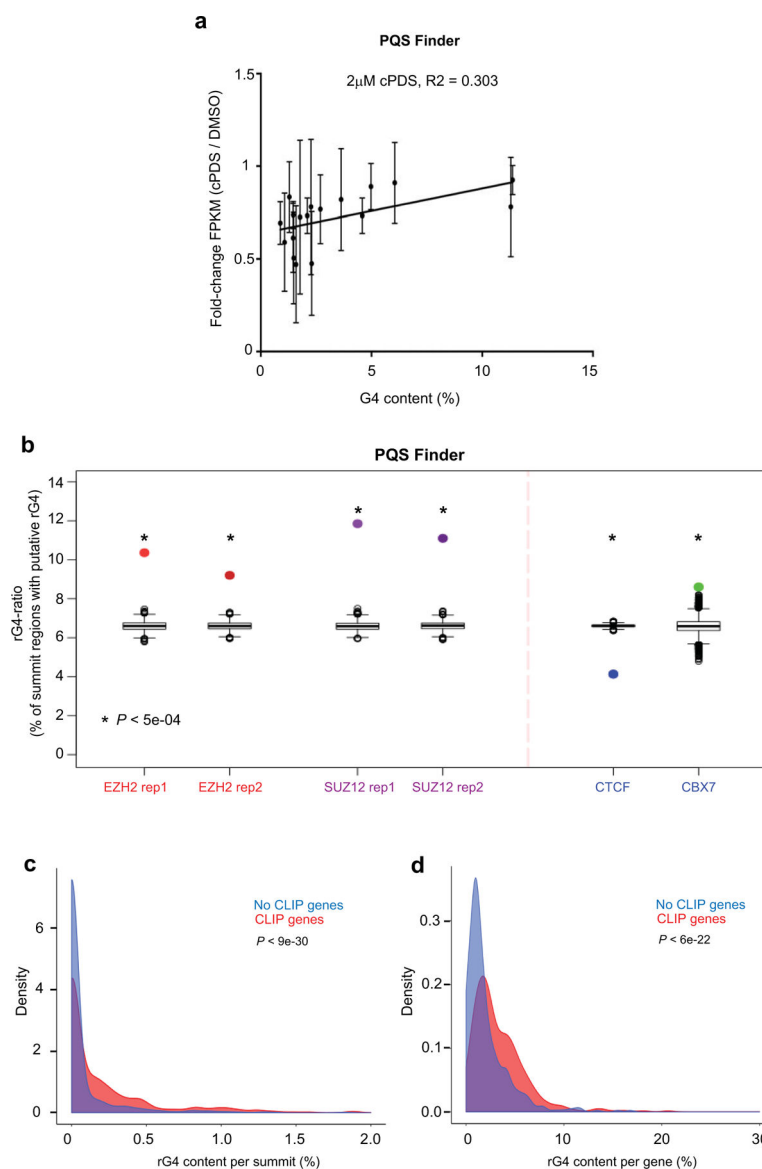 a
PQS Finder
2μM cPDS, R2 = 0.303
Fold-change FPKM (cPDS / DMSO)
1.5
1
0.5
0
0 5 10 15
G4 content (%)
b
PQS Finder
rG4-ratio
(% of summit regions with putative rG4)
14
12
10
8
6
4
2
0
* * * * * *
* P < 5e-04
EZH2 rep1 EZH2 rep2 SUZ12 rep1 SUZ12 rep2 CTCF CBX7
c
No CLIP genes
CLIP genes
P < 9e-30
Density
6
4
2
0
0 0.5 1.0 1.5 2.0
rG4 content per summit (%)
d
No CLIP genes
CLIP genes
P < 6e-22
Density
0.3
0.2
0.1
0.0
0 10 20 30
rG4 content per gene (%)